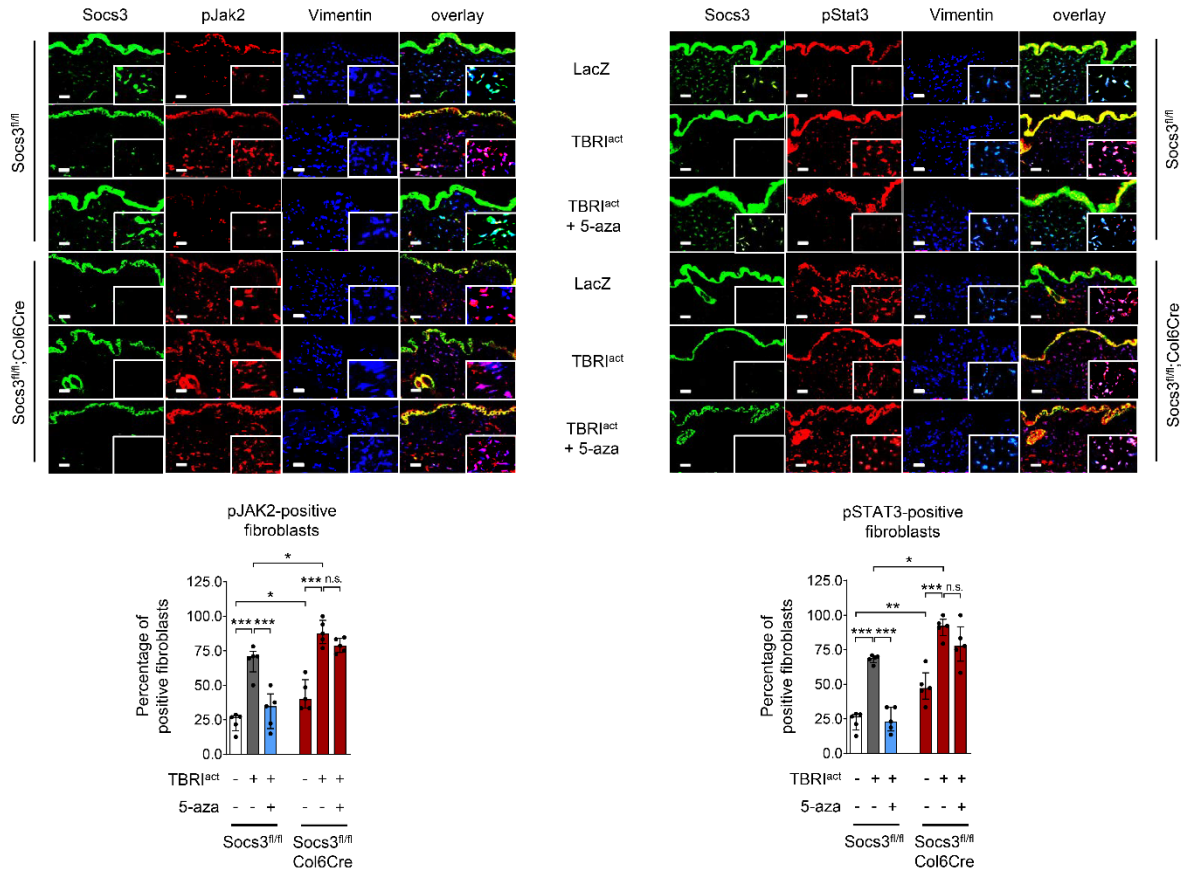 Socs3 pJak2 Vimentin overlay
Socs3 pStat3 Vimentin overlay
Socs3fl/fl
Socs3fl/fl;Col6Cre
LacZ
TBRIact
TBRIact
+ 5-aza
LacZ
TBRIact
TBRIact
+ 5-aza
Socs3fl/fl
Socs3fl/fl;Col6Cre
pJAK2-positive
fibroblasts
Percentage of
positive fibroblasts
125.0
100.0
75.0
50.0
25.0
0.0
*
*** n.s.
*
*** ***
TBRIact - + + - + +
5-aza - - + - - +
Socs3fl/fl Socs3fl/fl
Col6Cre
pSTAT3-positive
fibroblasts
Percentage of
positive fibroblasts
125.0
100.0
75.0
50.0
25.0
0.0
*
*** n.s.
**
*** ***
TBRIact - + + - + +
5-aza - - + - - +
Socs3fl/fl Socs3fl/fl
Col6Cre